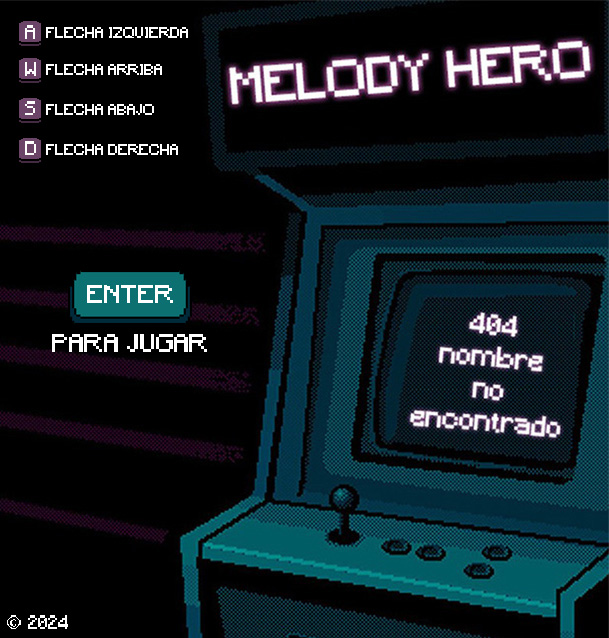 A FLECHA IZQUIERDA
W FLECHA ARRIBA
S FLECHA ABAJO
D FLECHA DERECHA
MELODY HERO
ENTER
PARA JUGAR
404
nombre
no
encontrado
© 2024